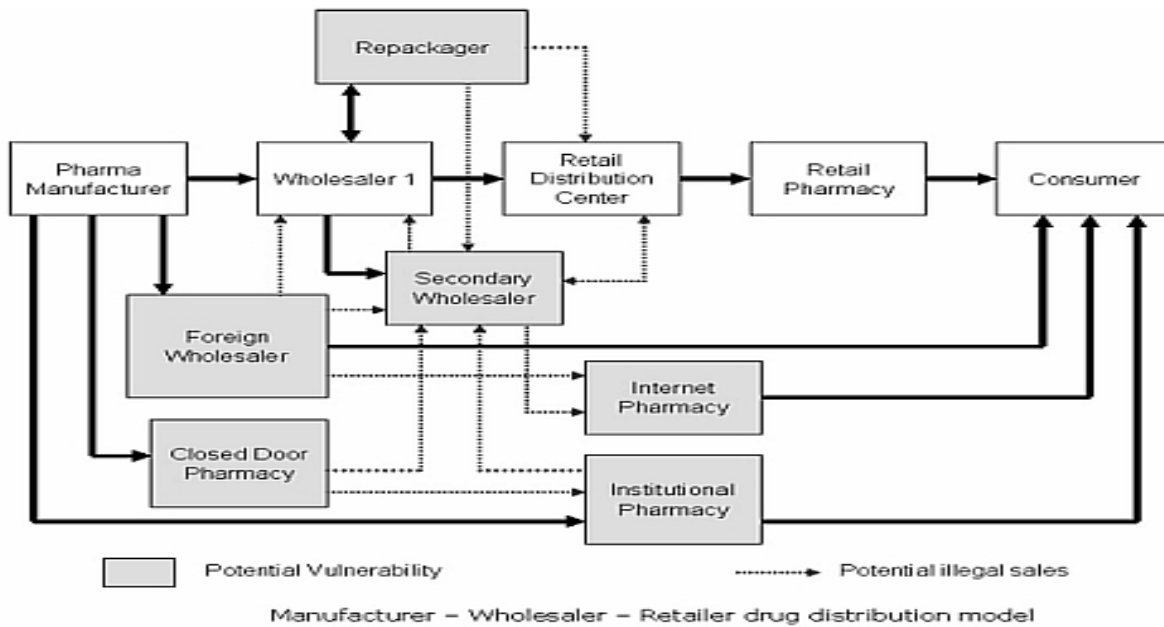 Repackager
Pharma
Manufacturer
Wholesaler 1
Retail
Distribution
Center
Retail
Pharmacy
Consumer
Secondary
Wholesaler
Foreign
Wholesaler
Internet
Pharmacy
Closed Door
Pharmacy
Institutional
Pharmacy
Potential Vulnerability
Potential illegal sales
Manufacturer – Wholesaler – Retailer drug distribution model